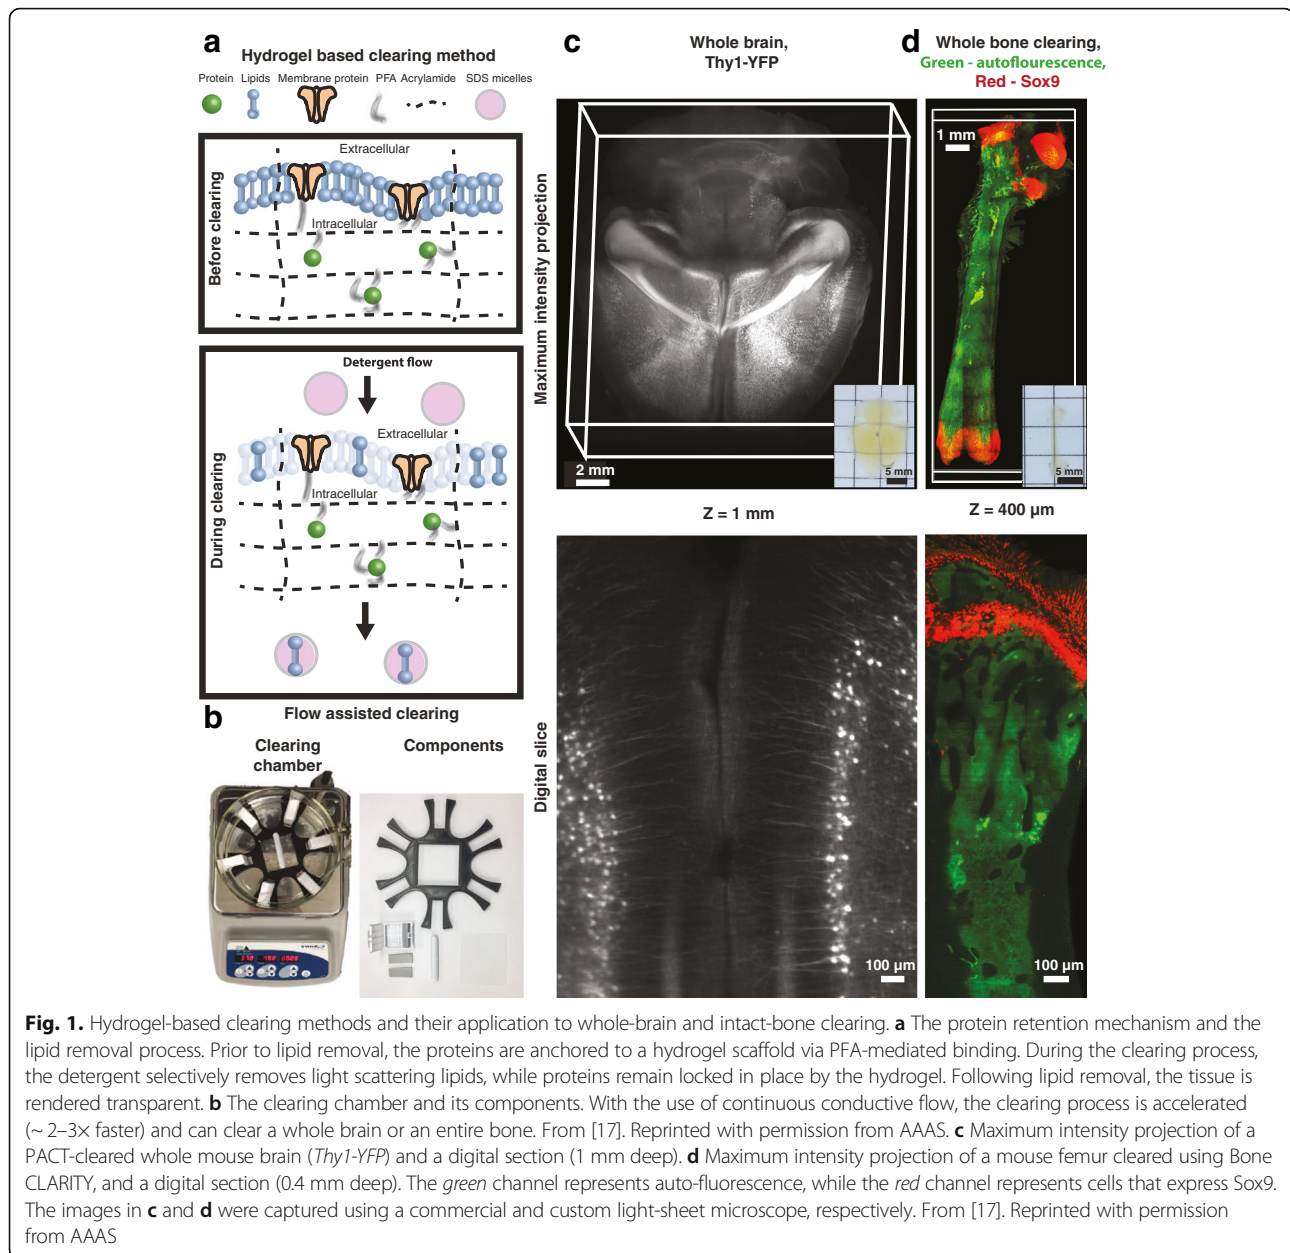 a
Hydrogel based clearing method
Protein Lipids Membrane protein PFA Acrylamide SDS micelles
Before clearing
Extracellular
Intracellular
During clearing
Detergent flow
Extracellular
Intracellular
b
Flow assisted clearing
Clearing
chamber
Components
c
Whole brain,
Thy1-YFP
Maximum intensity projection
2 mm
5 mm
Z = 1 mm
Digital slice
100 µm
d
Whole bone clearing,
Green - autoflourescence,
Red - Sox9
1 mm
5 mm
Z = 400 µm
100 µm
Fig. 1. Hydrogel-based clearing methods and their application to whole-brain and intact-bone clearing. a The protein retention mechanism and the
lipid removal process. Prior to lipid removal, the proteins are anchored to a hydrogel scaffold via PFA-mediated binding. During the clearing process,
the detergent selectively removes light scattering lipids, while proteins remain locked in place by the hydrogel. Following lipid removal, the tissue is
rendered transparent. b The clearing chamber and its components. With the use of continuous conductive flow, the clearing process is accelerated
(~ 2–3× faster) and can clear a whole brain or an entire bone. From [17]. Reprinted with permission from AAAS. c Maximum intensity projection of a
PACT-cleared whole mouse brain (Thy1-YFP) and a digital section (1 mm deep). d Maximum intensity projection of a mouse femur cleared using Bone
CLARITY, and a digital section (0.4 mm deep). The green channel represents auto-fluorescence, while the red channel represents cells that express Sox9.
The images in c and d were captured using a commercial and custom light-sheet microscope, respectively. From [17]. Reprinted with permission
from AAAS